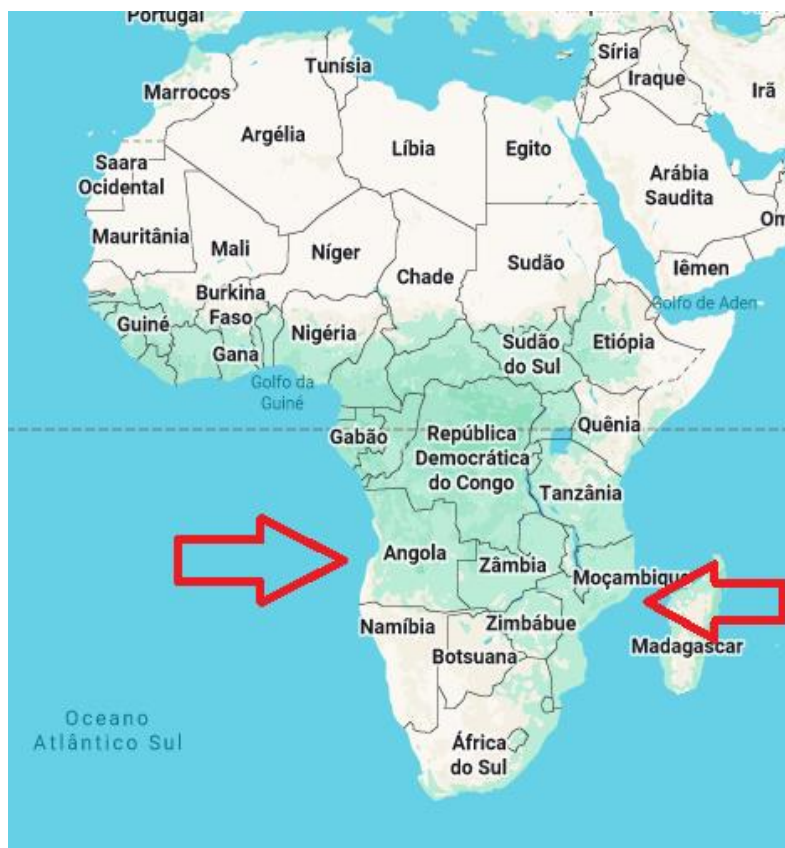 Portugal
Síria
Tunísia
Iraque
Marrocos
Irã
Argélia
Líbia
Egito
Saara
Ocidental
Arábia
Saudita
Om
Mauritânia
Mali
Níger
Chade
Sudão
Iêmen
Burkina
Faso
Golfo de Aden
Guiné
Nigéria
Gana
Sudão
do Sul
Etiópia
Golfo da
Guiné
Quênia
Gabão
República
Democrática
do Congo
Tanzânia
Angola
Zâmbia
Moçambique
Namíbia
Zimbábue
Botsuana
Madagascar
Oceano
Atlântico Sul
África
do Sul